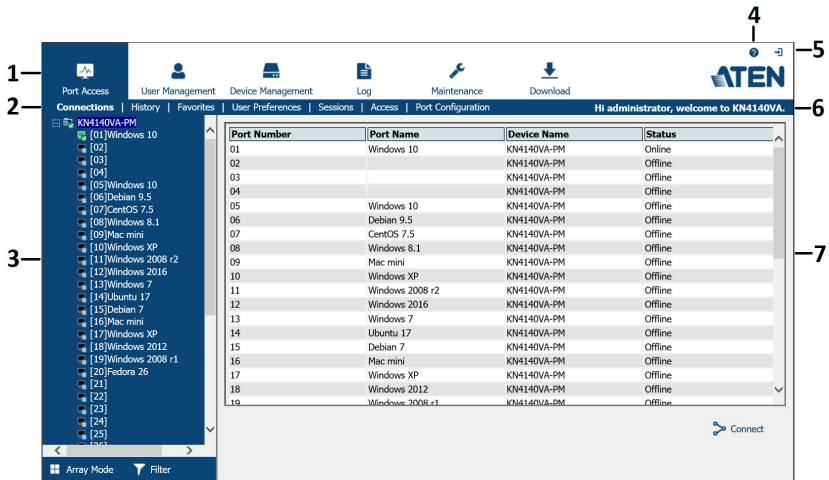 4
5
1
ATEN
Port Access User Management Device Management Log Maintenance Download
2
Connections | History | Favorites | User Preferences | Sessions | Access | Port Configuration Hi administrator, welcome to KN4140VA.
6
KN4140VA-PM
[01]Windows 10
[02]
[03]
[04]
[05]Windows 10
[06]Debian 9.5
[07]CentOS 7.5
[08]Windows 8.1
[09]Mac mini
[10]Windows XP
[11]Windows 2008 r2
[12]Windows 2016
[13]Windows 7
[14]Ubuntu 17
[15]Debian 7
[16]Mac mini
[17]Windows XP
[18]Windows 2012
[19]Windows 2008 r1
[20]Fedora 26
[21]
[22]
[23]
[24]
[25]
3
Array Mode Filter
Port Number Port Name Device Name Status
01 Windows 10 KN4140VA-PM Online
02 KN4140VA-PM Offline
03 KN4140VA-PM Offline
04 KN4140VA-PM Offline
05 Windows 10 KN4140VA-PM Offline
06 Debian 9.5 KN4140VA-PM Offline
07 CentOS 7.5 KN4140VA-PM Offline
08 Windows 8.1 KN4140VA-PM Offline
09 Mac mini KN4140VA-PM Offline
10 Windows XP KN4140VA-PM Offline
11 Windows 2008 r2 KN4140VA-PM Offline
12 Windows 2016 KN4140VA-PM Offline
13 Windows 7 KN4140VA-PM Offline
14 Ubuntu 17 KN4140VA-PM Offline
15 Debian 7 KN4140VA-PM Offline
16 Mac mini KN4140VA-PM Offline
17 Windows XP KN4140VA-PM Offline
18 Windows 2012 KN4140VA-PM Offline
19 Windows 2008 r1 KN4140VA-PM Offline
7
Connect